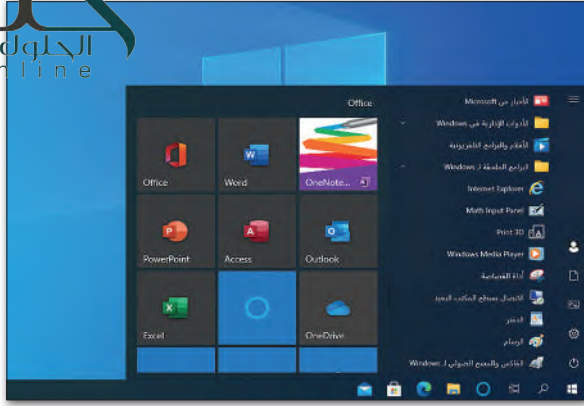 الحلول
nline
Office
Office
Word
OneNote...
PowerPoint
Access
Outlook
Excel
OneDrive
الأخبار من Microsoft
الأدوات الإدارية في Windows
الأفلام والبرامج التلفزيونية
البرامج الملحقة لـ Windows
Internet Explorer
Math Input Panel
Print 3D
Windows Media Player
أداة القصاصة
الاتصال بسطح المكتب البعيد
الدفتر
الرسام
الفاكس والمسح الضوئي لـ Windows